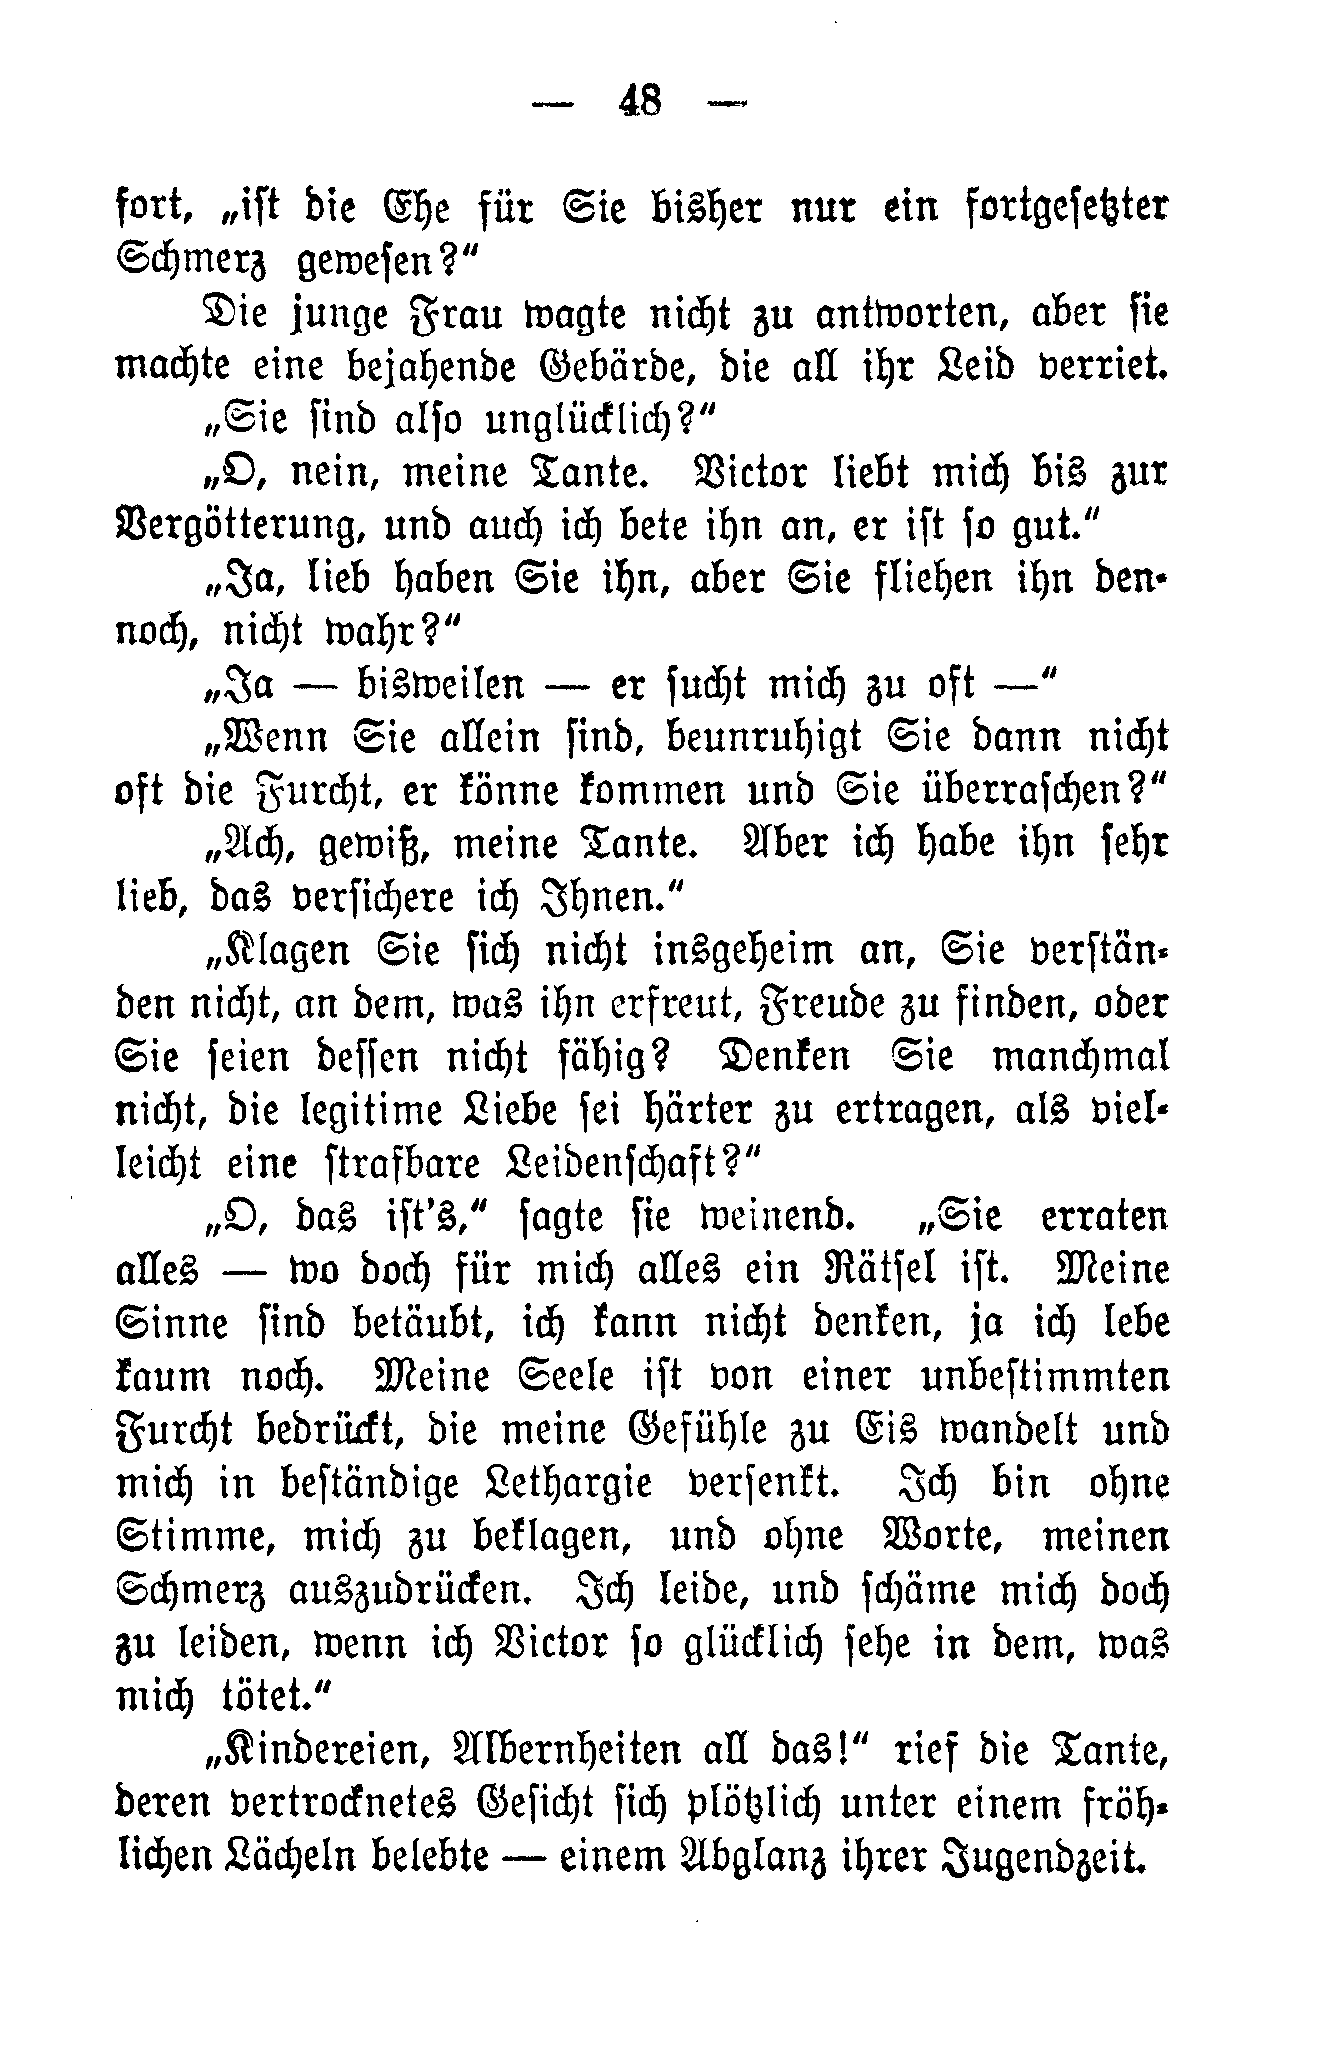 — 48 —
fort, „ist die Ehe für Sie bisher nur ein fortgesetzter
Schmerz gewesen?“
Die junge Frau wagte nicht zu antworten, aber sie
machte eine bejahende Gebärde, die all ihr Leid verriet.
„Sie sind also unglücklich?“
„O, nein, meine Tante. Victor liebt mich bis zur
Vergötterung, und auch ich bete ihn an, er ist so gut.“
„Ja, lieb haben Sie ihn, aber Sie fliehen ihn den-
noch, nicht wahr?“
„Ja — bisweilen — er sucht mich zu oft —“
„Wenn Sie allein sind, beunruhigt Sie dann nicht
oft die Furcht, er könne kommen und Sie überraschen?“
„Ach, gewiß, meine Tante. Aber ich habe ihn sehr
lieb, das versichere ich Ihnen.“
„Klagen Sie sich nicht insgeheim an, Sie verstän-
den nicht, an dem, was ihn erfreut, Freude zu finden, oder
Sie seien dessen nicht fähig? Denken Sie manchmal
nicht, die legitime Liebe sei härter zu ertragen, als viel-
leicht eine strafbare Leidenschaft?“
„O, das ist's,“ sagte sie weinend. „Sie erraten
alles — wo doch für mich alles ein Rätsel ist. Meine
Sinne sind betäubt, ich kann nicht denken, ja ich lebe
kaum noch. Meine Seele ist von einer unbestimmten
Furcht bedrückt, die meine Gefühle zu Eis wandelt und
mich in beständige Lethargie versenkt. Ich bin ohne
Stimme, mich zu beklagen, und ohne Worte, meinen
Schmerz auszudrücken. Ich leide, und schäme mich doch
zu leiden, wenn ich Victor so glücklich sehe in dem, was
mich tötet.“
„Kindereien, Albernheiten all das!“ rief die Tante,
deren vertrocknetes Gesicht sich plötzlich unter einem fröh-
lichen Lächeln belebte — einem Abglanz ihrer Jugendzeit.